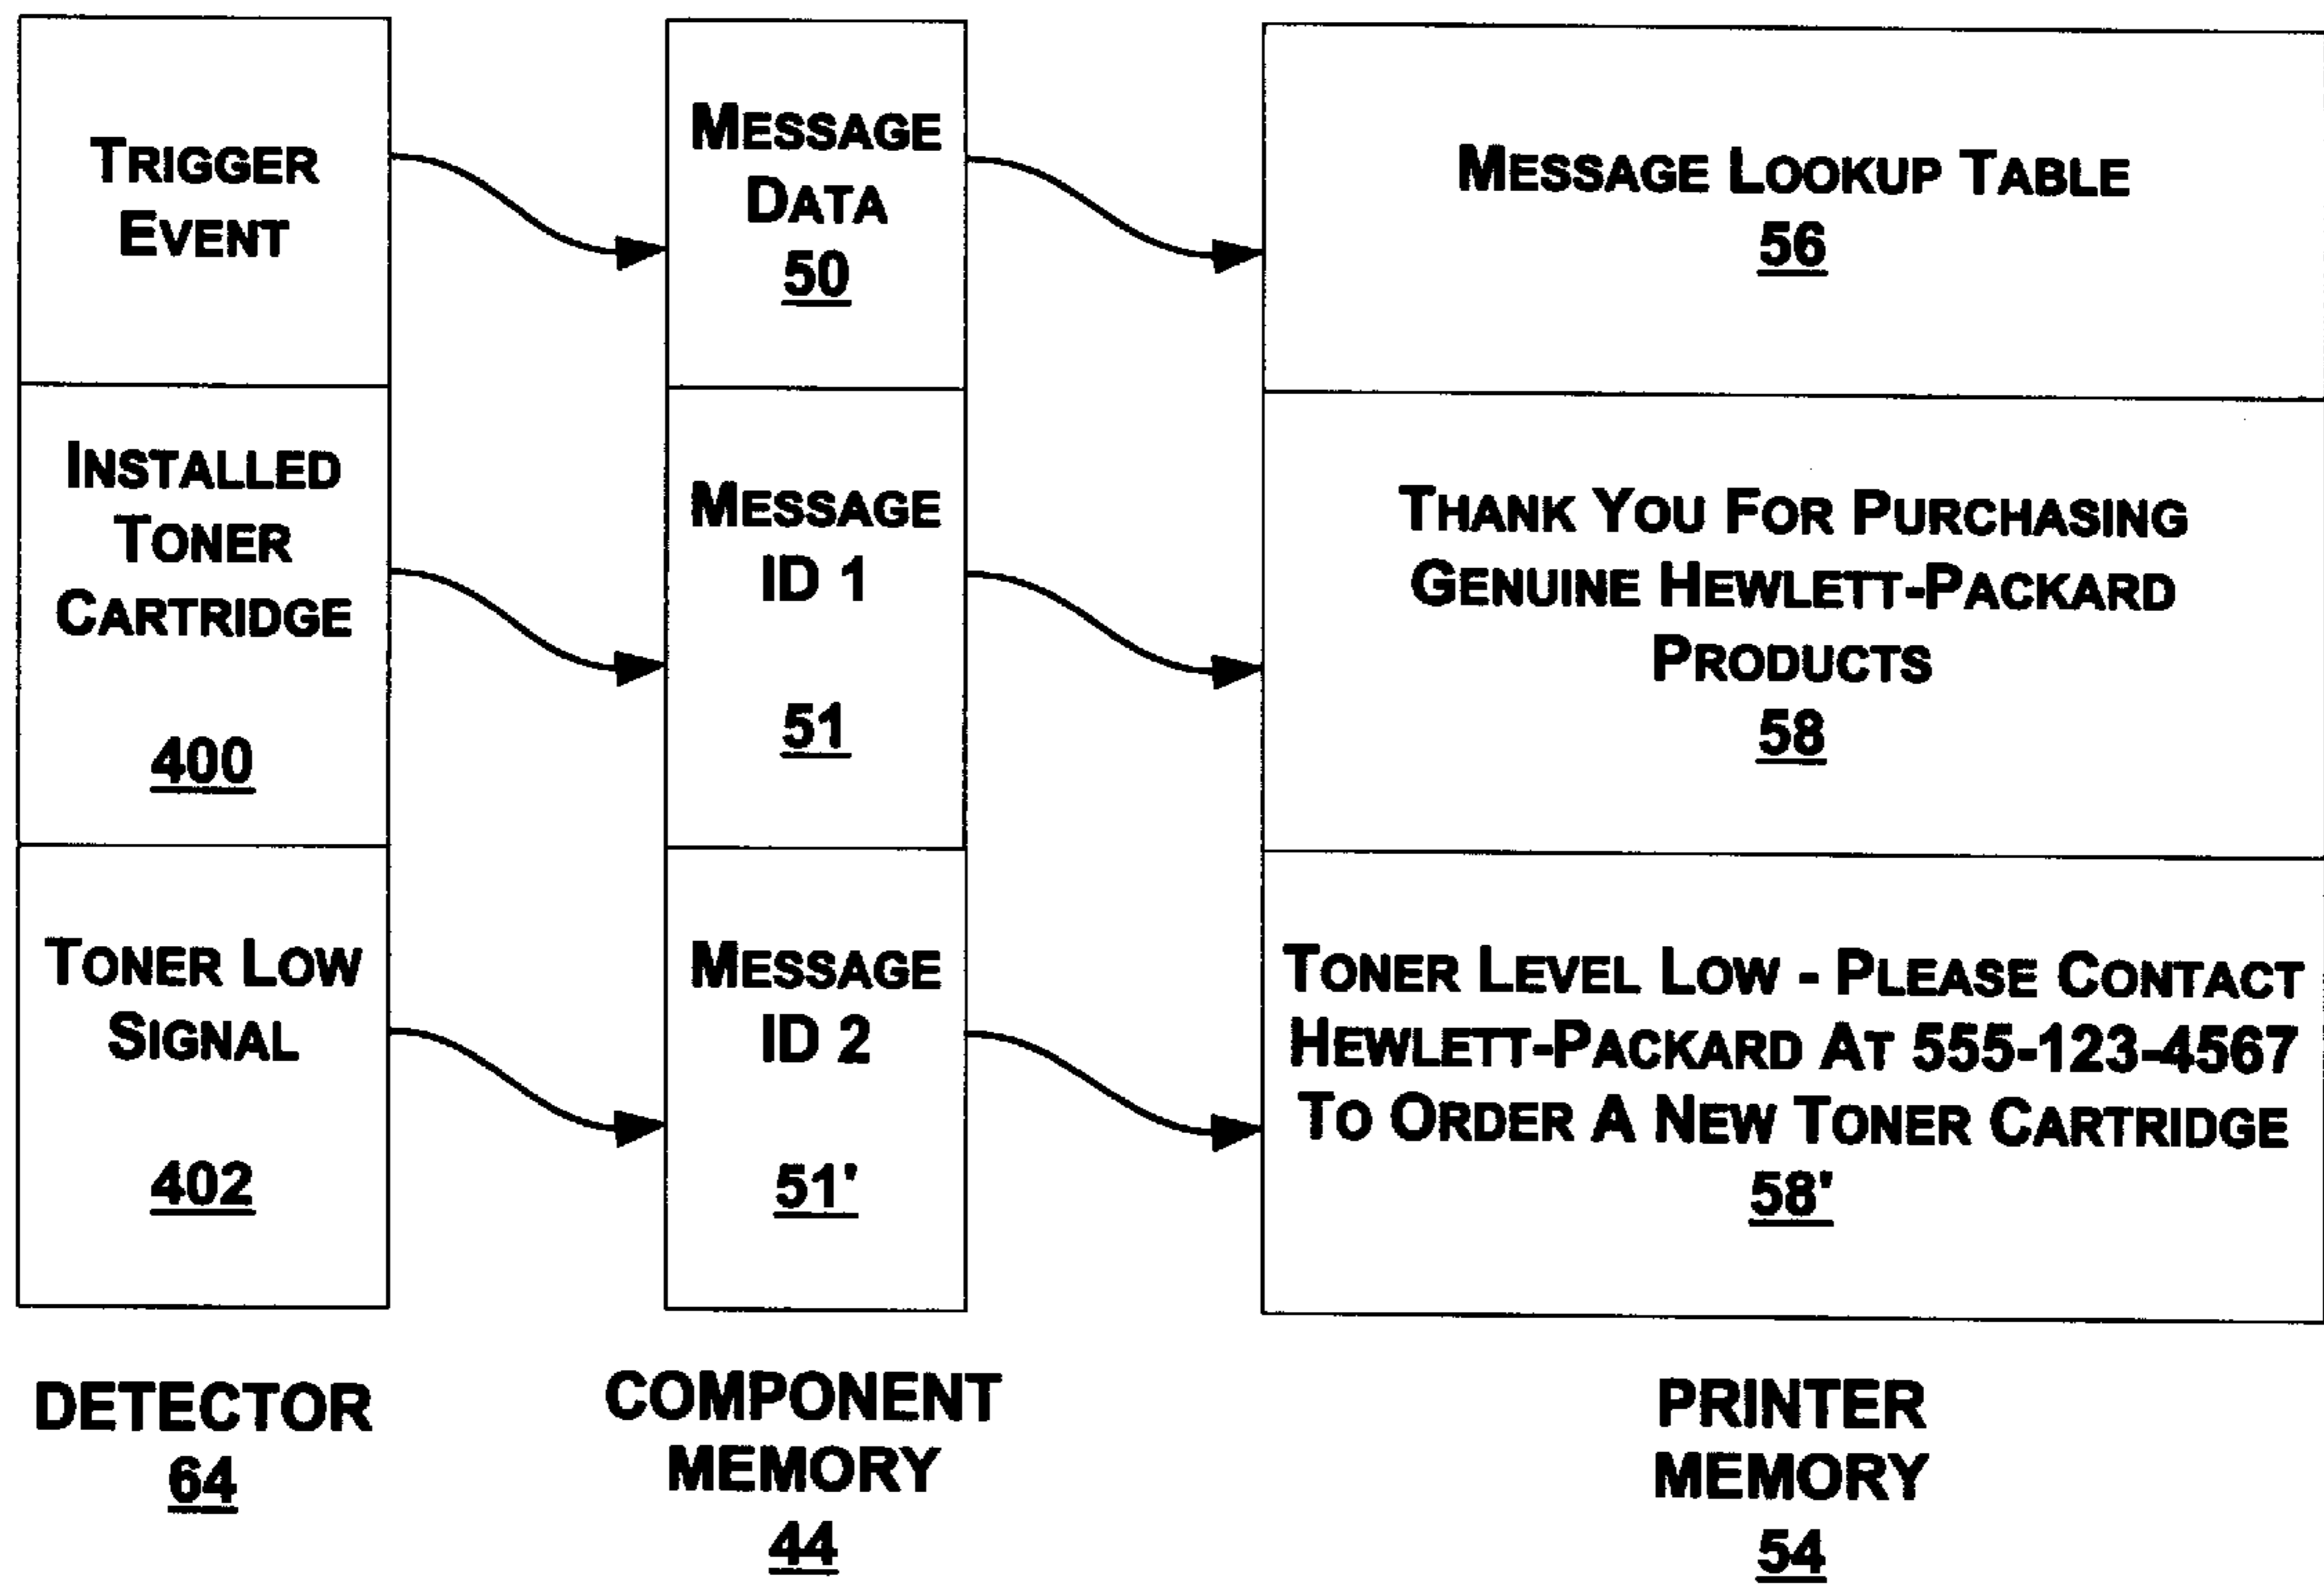 TRIGGER
EVENT
MESSAGE
DATA
50
MESSAGE LOOKUP TABLE
56
INSTALLED
TONER
CARTRIDGE
400
MESSAGE
ID 1
51
THANK YOU FOR PURCHASING
GENUINE HEWLETT-PACKARD
PRODUCTS
58
TONER LOW
SIGNAL
402
MESSAGE
ID 2
51'
TONER LEVEL LOW - PLEASE CONTACT
HEWLETT-PACKARD AT 555-123-4567
TO ORDER A NEW TONER CARTRIDGE
58'
DETECTOR
64
COMPONENT
MEMORY
44
PRINTER
MEMORY
54